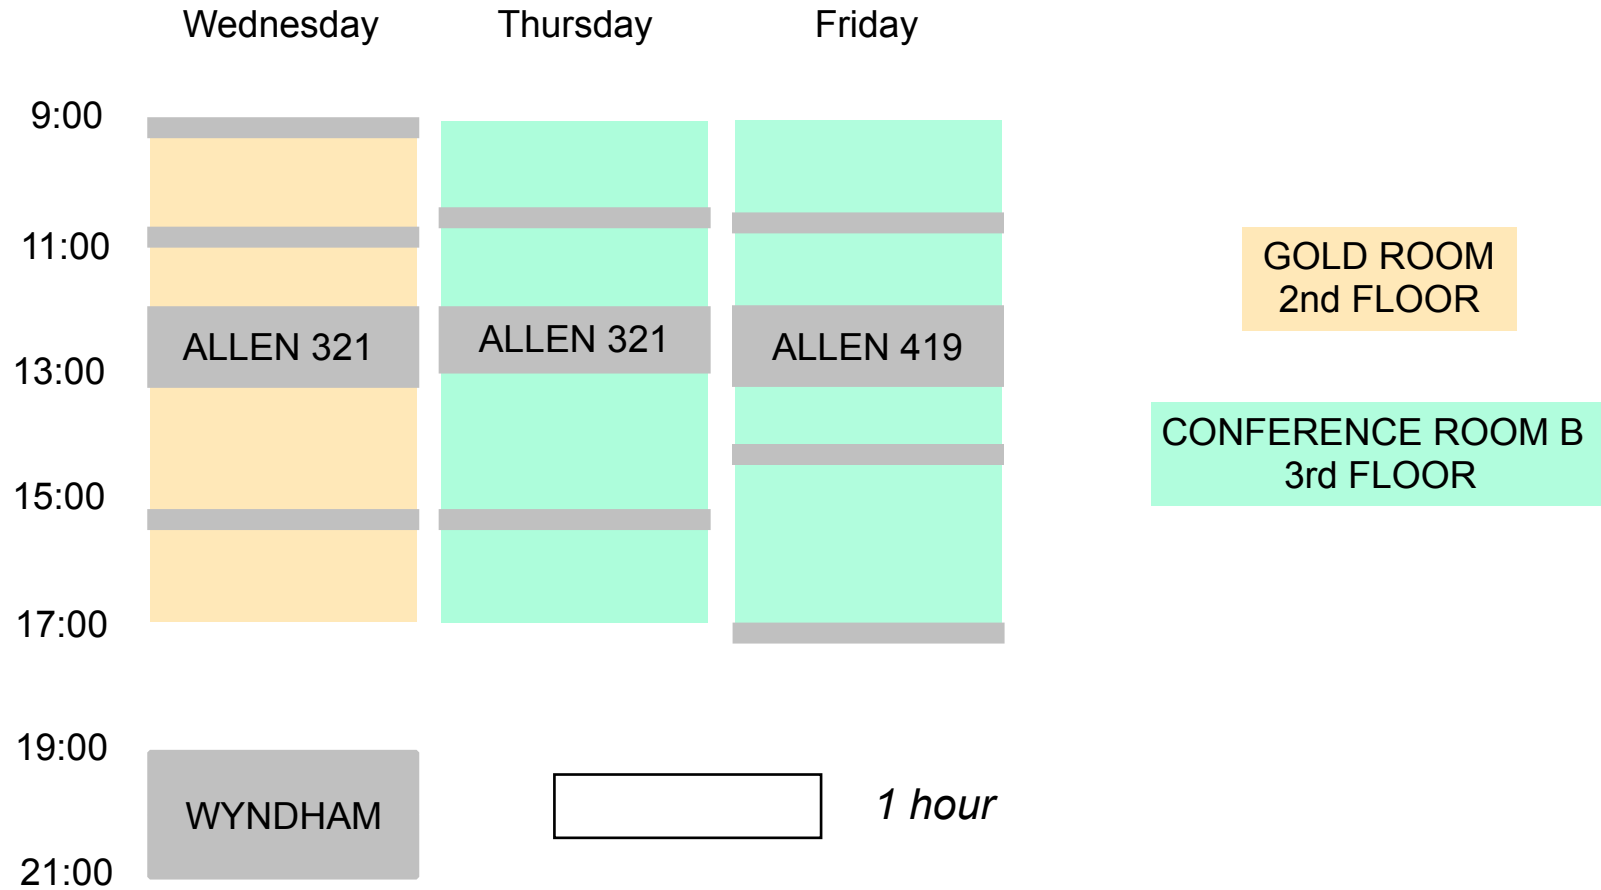 Wednesday Thursday Friday
9:00
11:00
GOLD ROOM
2nd FLOOR
ALLEN 321 ALLEN 321 ALLEN 419
13:00
CONFERENCE ROOM B
3rd FLOOR
15:00
17:00
19:00
WYNDHAM
1 hour
21:00